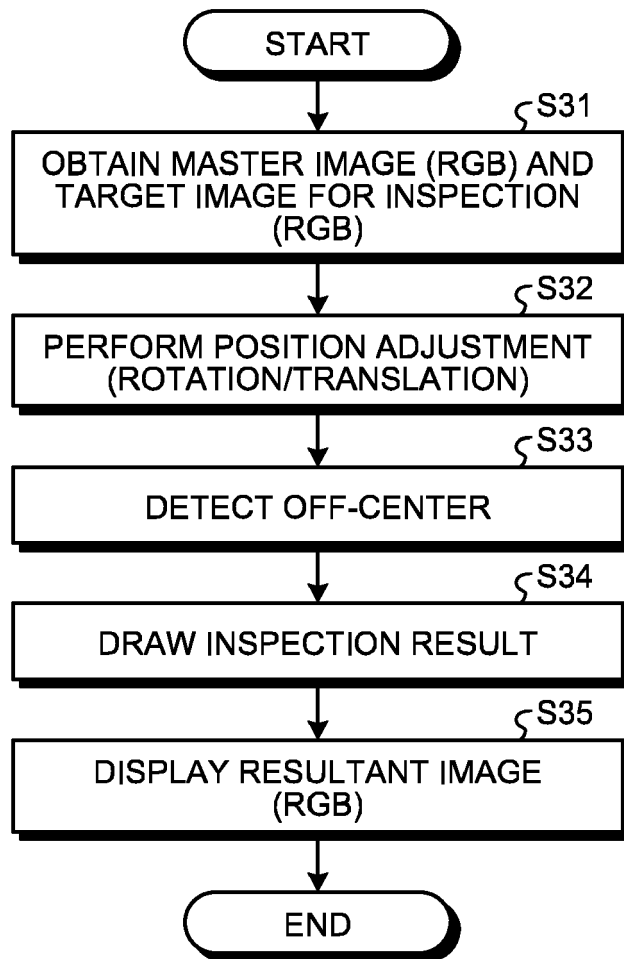 START
S31
OBTAIN MASTER IMAGE (RGB) AND
TARGET IMAGE FOR INSPECTION
(RGB)
S32
PERFORM POSITION ADJUSTMENT
(ROTATION/TRANSLATION)
S33
DETECT OFF-CENTER
S34
DRAW INSPECTION RESULT
S35
DISPLAY RESULTANT IMAGE
(RGB)
END